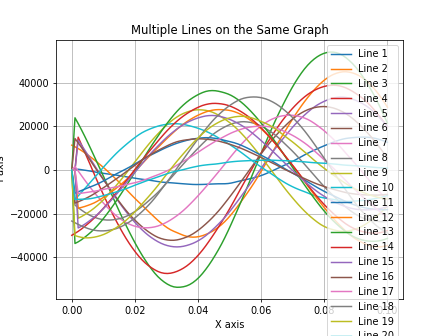 Multiple Lines on the Same Graph
40000
20000
0
−20000
−40000
0.00
0.02
0.04
0.06
X axis
Line 1
Line 2
Line 3
Line 4
Line 5
Line 6
Line 7
Line 8
Line 9
Line 10
Line 11
Line 12
Line 13
Line 14
Line 15
Line 16
Line 17
Line 18
Line 19
Line 20